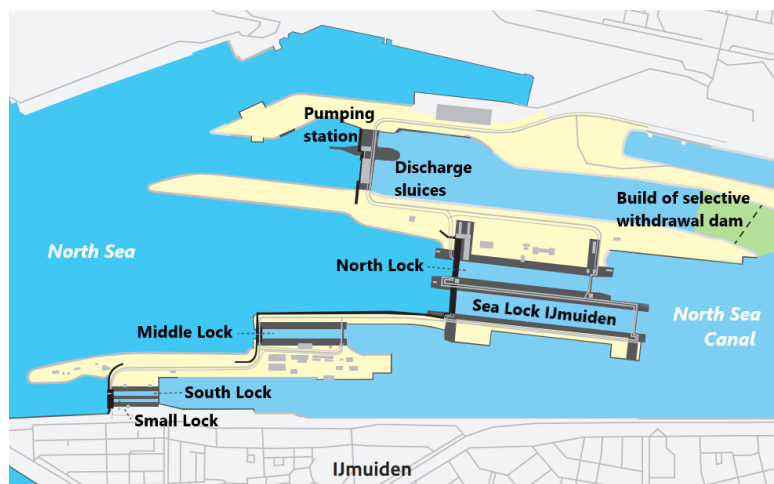 Pumping
station
Discharge
sluices
Build of selective
withdrawal dam
North Sea
North Lock
Sea Lock IJmuiden
North Sea
Canal
Middle Lock
South Lock
Small Lock
IJmuiden